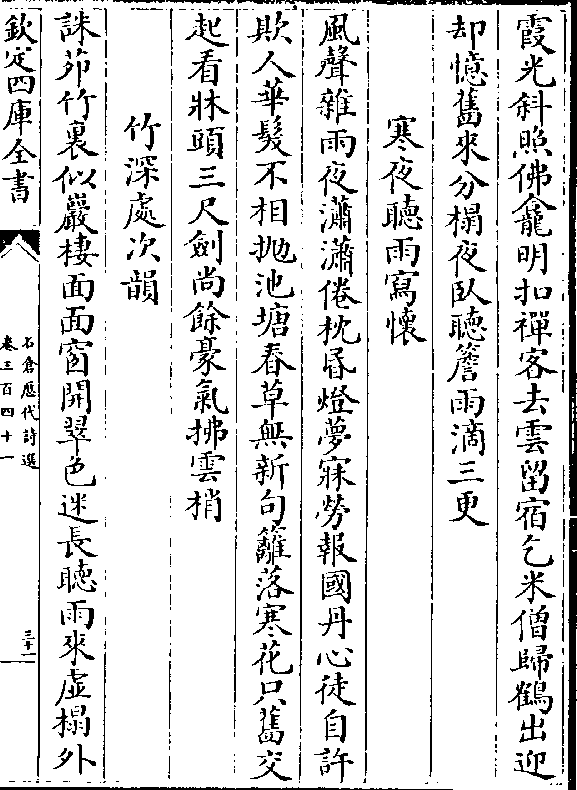 霞光斜照佛龕明扣禪客去雲留宿乞米僧歸鶴出迎
却憶舊來分榻夜臥聽簷雨滴三更
寒夜聽雨寫懷
風聲雜雨夜瀟瀟倦枕昏燈夢寐勞報國丹心徒自許
欺人華髮不相拋池塘春草無新句籬落寒花只舊交
起看牀頭三尺劍尚餘豪氣拂雲梢
竹深處次韻
誅茆竹裏似巖棲面面窗開翠色迷長聽雨來虛榻外
欽定四庫全書
石倉歷代詩選
卷三百四十一
三十一